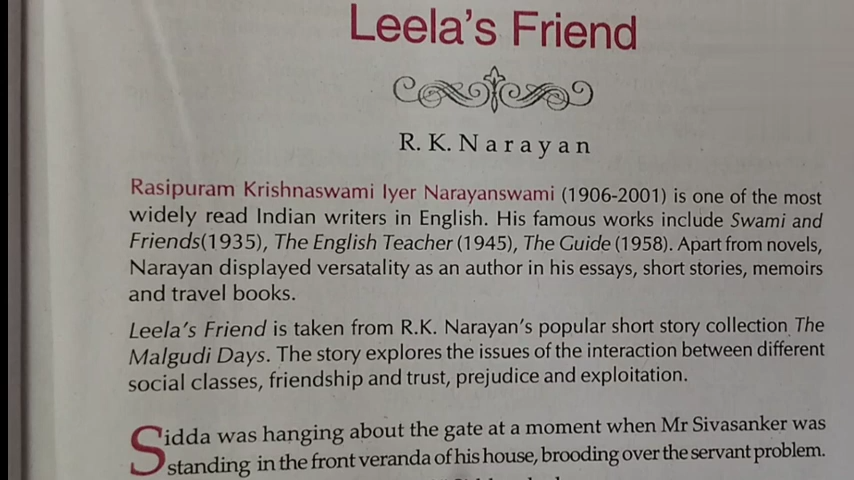 Leela's Friend
R. K. Narayan
Rasipuram Krishnaswami Iyer Narayanswami (1906-2001) is one of the most
widely read Indian writers in English. His famous works include Swami and
Friends(1935), The English Teacher (1945), The Guide (1958). Apart from novels,
Narayan displayed versatality as an author in his essays, short stories, memoirs
and travel books.
Leela's Friend is taken from R.K. Narayan's popular short story collection The
Malgudi Days. The story explores the issues of the interaction between different
social classes, friendship and trust, prejudice and exploitation.
Sidda was hanging about the gate at a moment when Mr Sivasanker was
standing in the front veranda of his house, brooding over the servant problem.